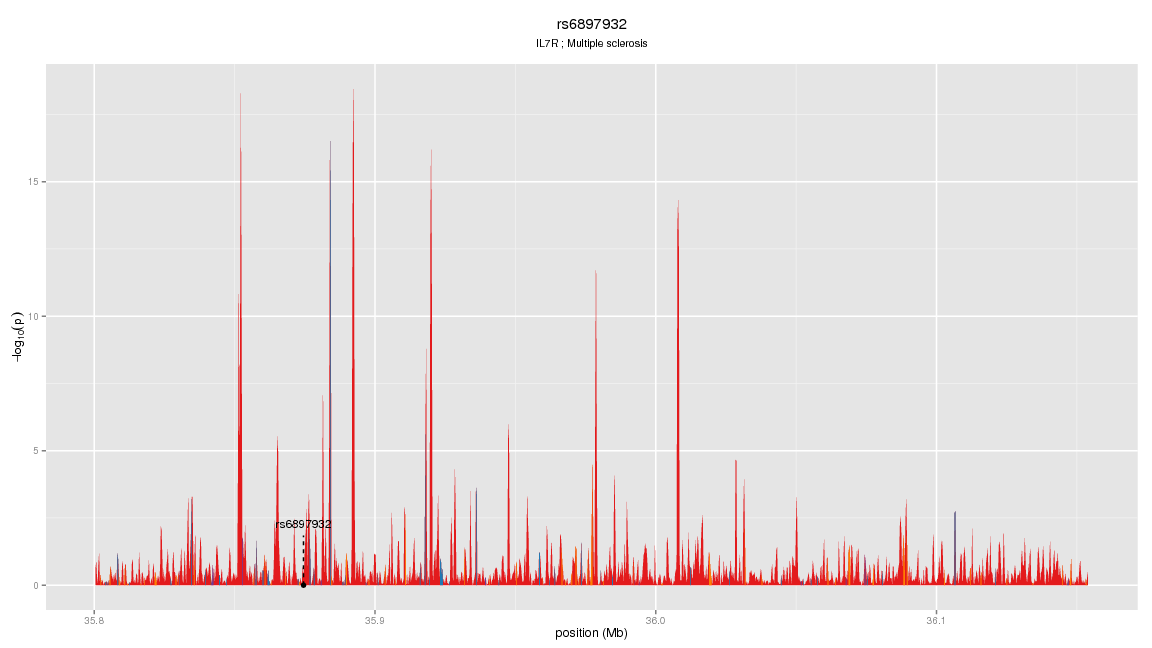 rs6897932
IL7R ; Multiple sclerosis
15
10
5
0
−log10(p)
rs6897932
35.8
35.9
36.0
36.1
position (Mb)